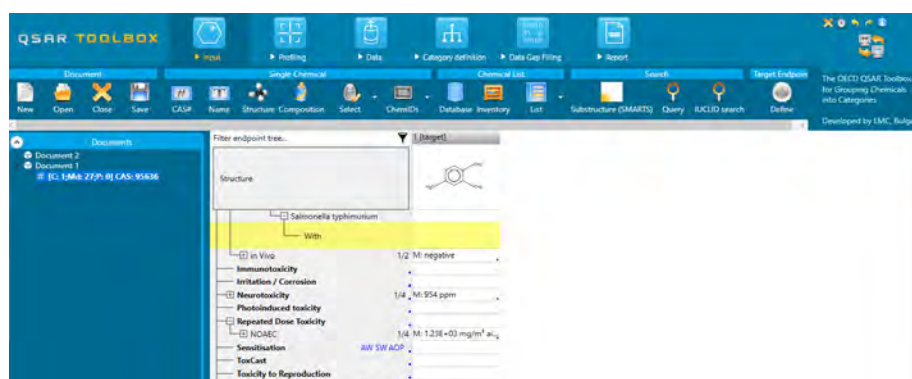 QSAR TOOLBOX
Input
Profiling
Data
Category definition
Data Gap Filling
Report
Document
Single Chemical
Chemical List
Search
Target Endpoint
New
Open
Close
Save
CAS#
Name
Structure
Composition
Select
ChemIDs
Database
Inventory
List
Substructure (SMARTS)
Query
IUCLID search
Define
The OECD QSAR Toolbox
for Grouping Chemicals
into Categories
Developed by LMC, Bulga
Documents
Document 2
Document 1
# [C: 1;Md: 27;P: 0] CAS: 95636
Filter endpoint tree...
1 [target]
Structure
Salmonella typhimurium
With
in Vivo 1/2 M: negative
Immunotoxicity
Irritation / Corrosion
Neurotoxicity 1/4 M: 954 ppm
Photoinduced toxicity
Repeated Dose Toxicity
NOAEC 1/4 M: 1.23E+03 mg/m³ ai...
Sensitisation AW SW AOP
ToxCast
Toxicity to Reproduction